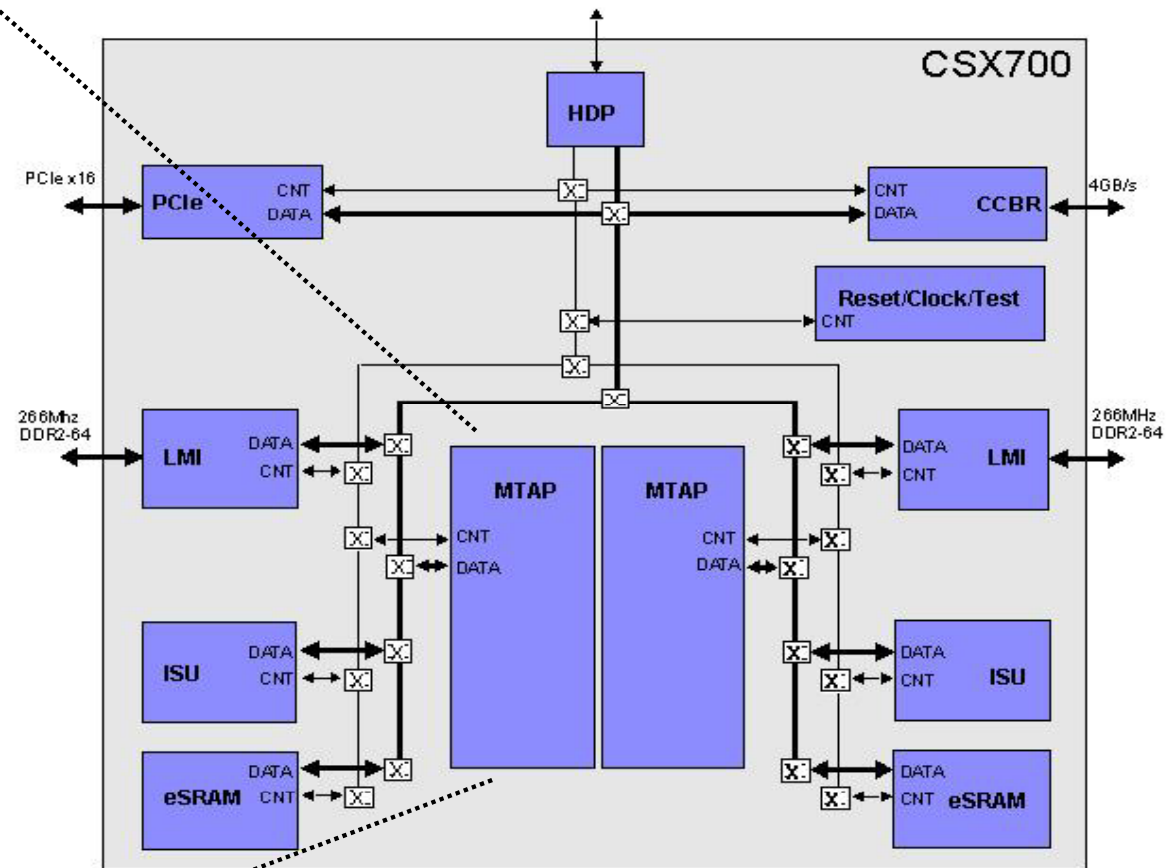 CSX700
HDP
PCIe x16
PCIe
CNT
DATA
CNT
DATA
CCBR
4GB/s
Reset/Clock/Test
CNT
266Mhz
DDR2-64
LMI
DATA
CNT
DATA
CNT
LMI
266MHz
DDR2-64
MTAP
CNT
DATA
MTAP
CNT
DATA
ISU
DATA
CNT
DATA
CNT
ISU
eSRAM
DATA
CNT
DATA
CNT
eSRAM